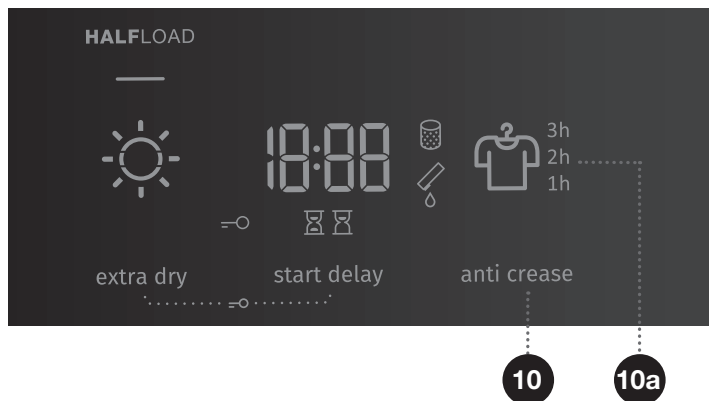 HALFLOAD
18:88
3h
2h
1h
extra dry
start delay
anti crease
10
10a